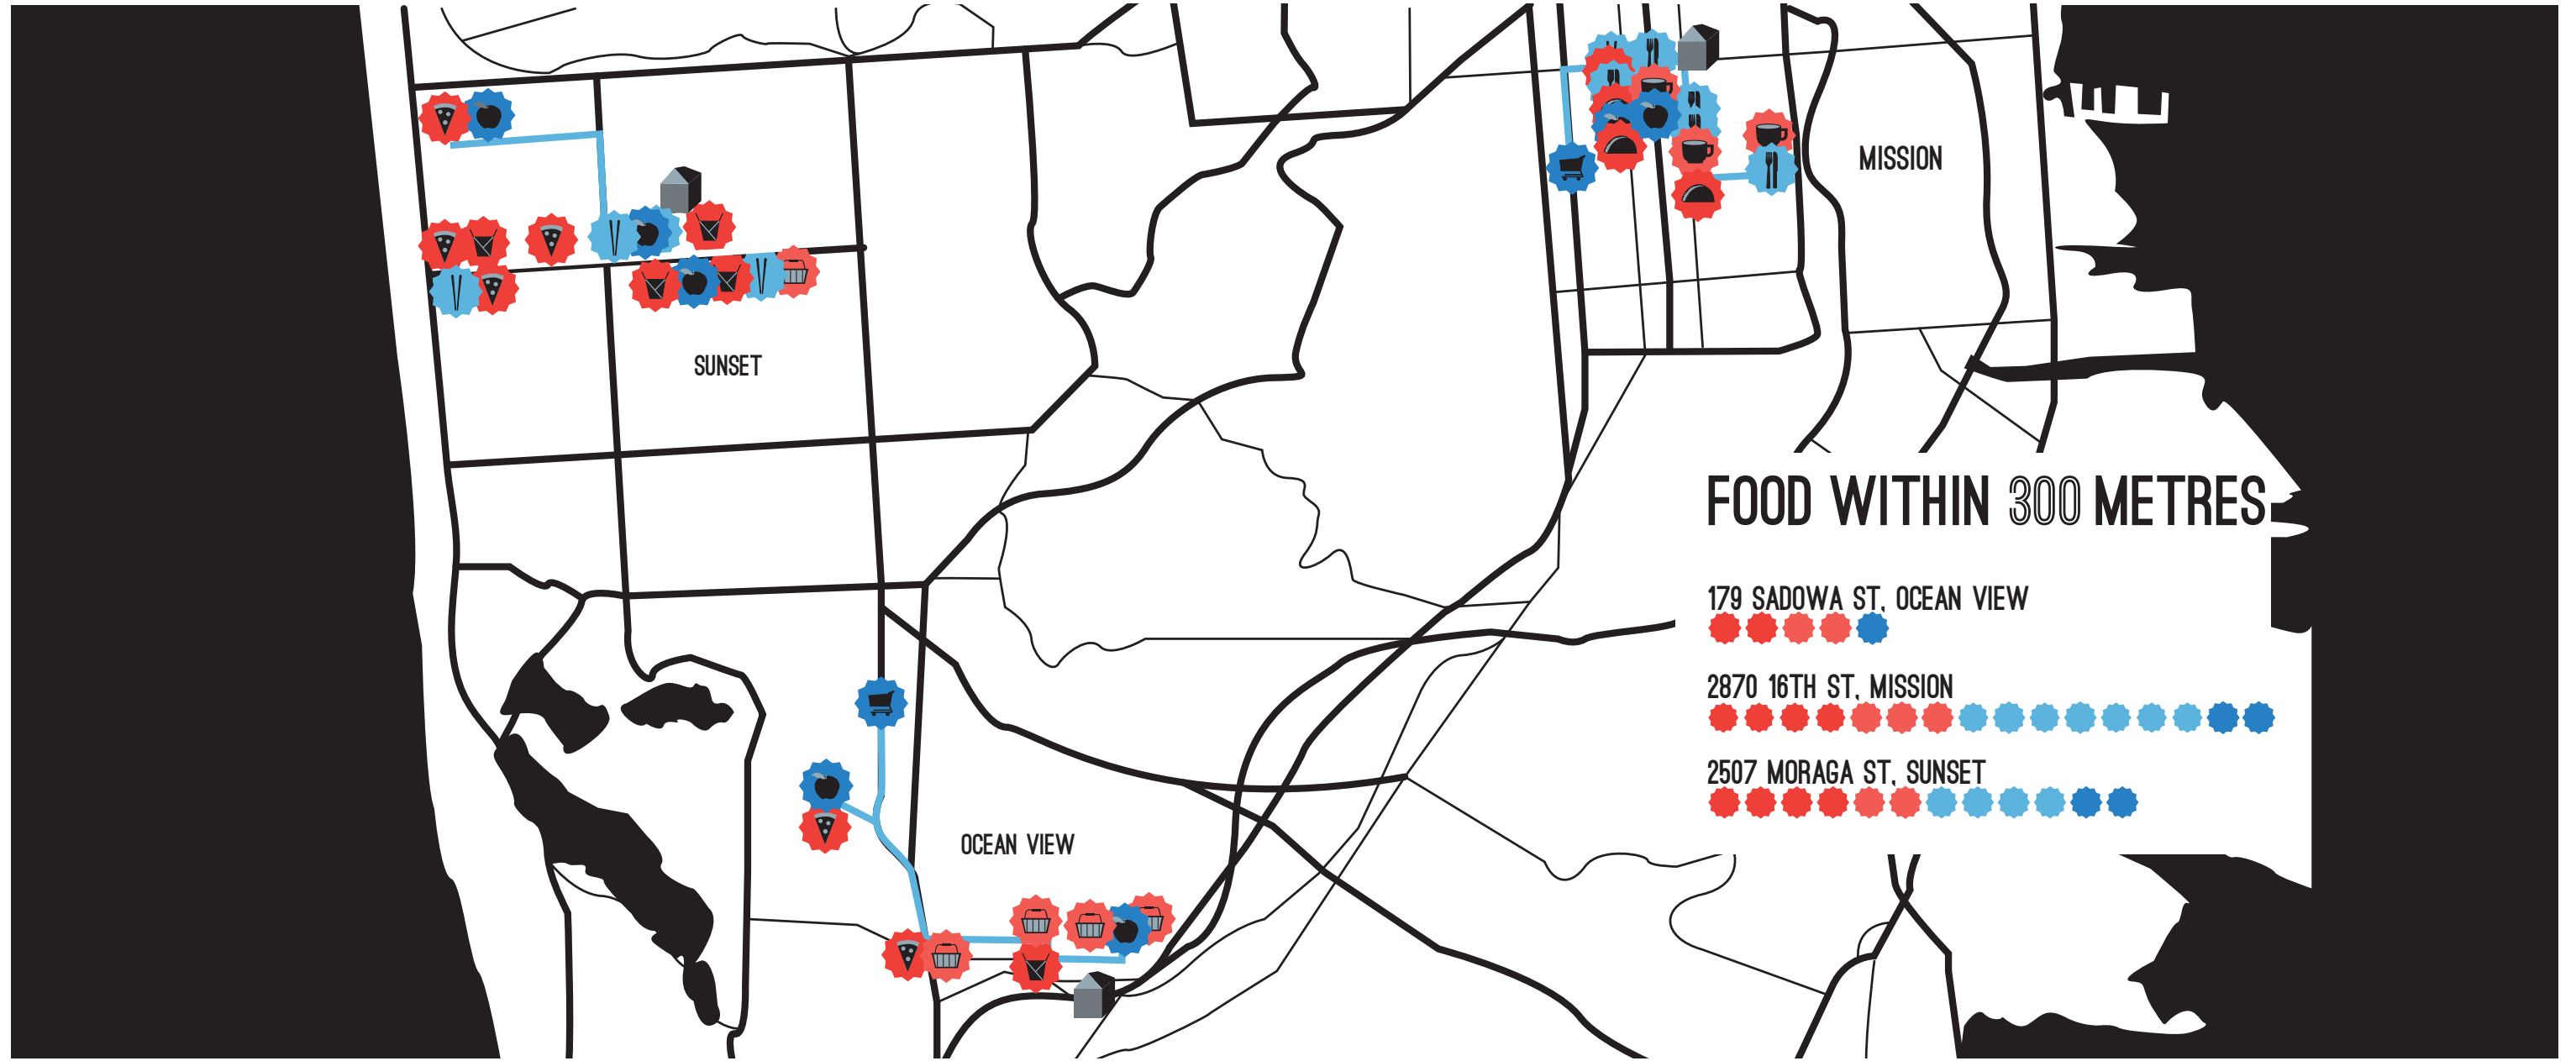 MISSION
SUNSET
FOOD WITHIN 300 METRES
179 SADOWA ST, OCEAN VIEW
2870 16TH ST, MISSION
2507 MORAGA ST, SUNSET
OCEAN VIEW